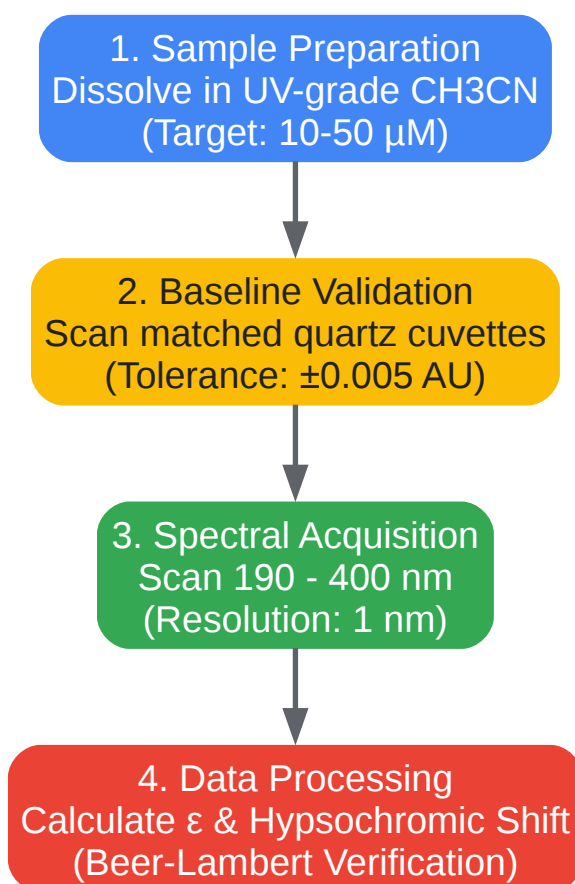 1. Sample Preparation
Dissolve in UV-grade CH3CN
(Target: 10-50 µM)
2. Baseline Validation
Scan matched quartz cuvettes
(Tolerance: ±0.005 AU)
3. Spectral Acquisition
Scan 190 - 400 nm
(Resolution: 1 nm)
4. Data Processing
Calculate ε & Hypsochromic Shift
(Beer-Lambert Verification)